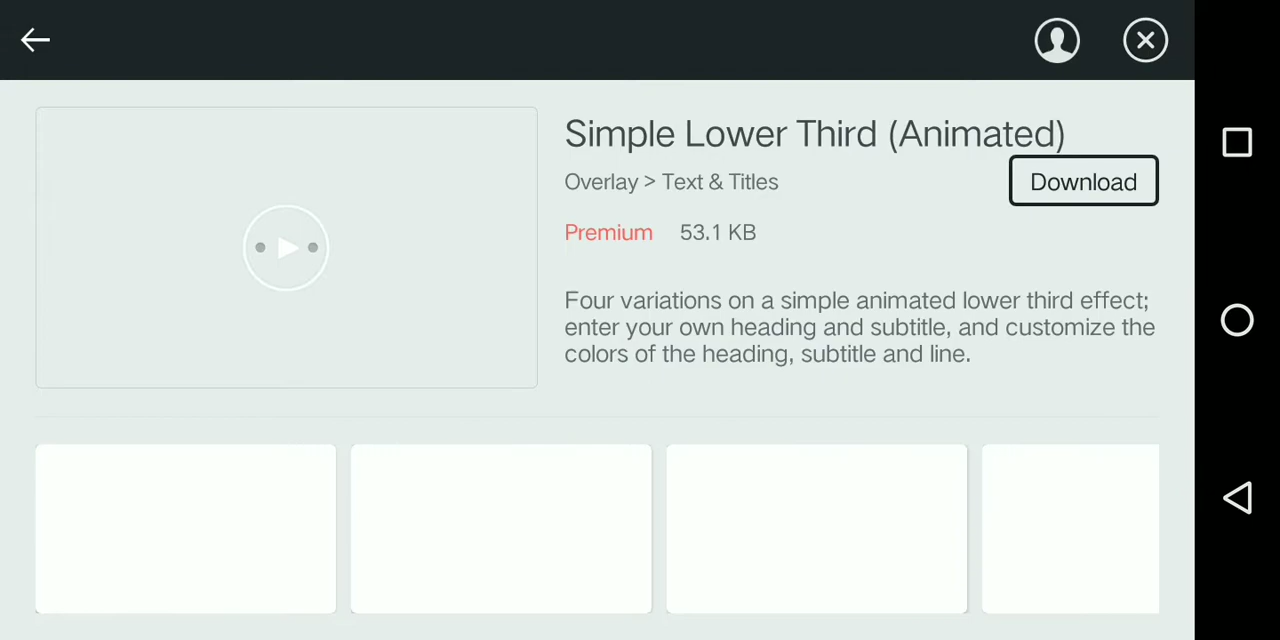 Simple Lower Third (Animated)
Overlay > Text & Titles
Download
Premium 53.1 KB
Four variations on a simple animated lower third effect;
enter your own heading and subtitle, and customize the
colors of the heading, subtitle and line.